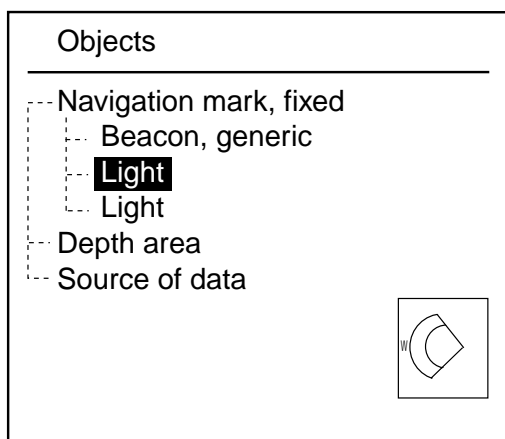 Objects
Navigation mark, fixed
Beacon, generic
Light
Light
Depth area
Source of data
W